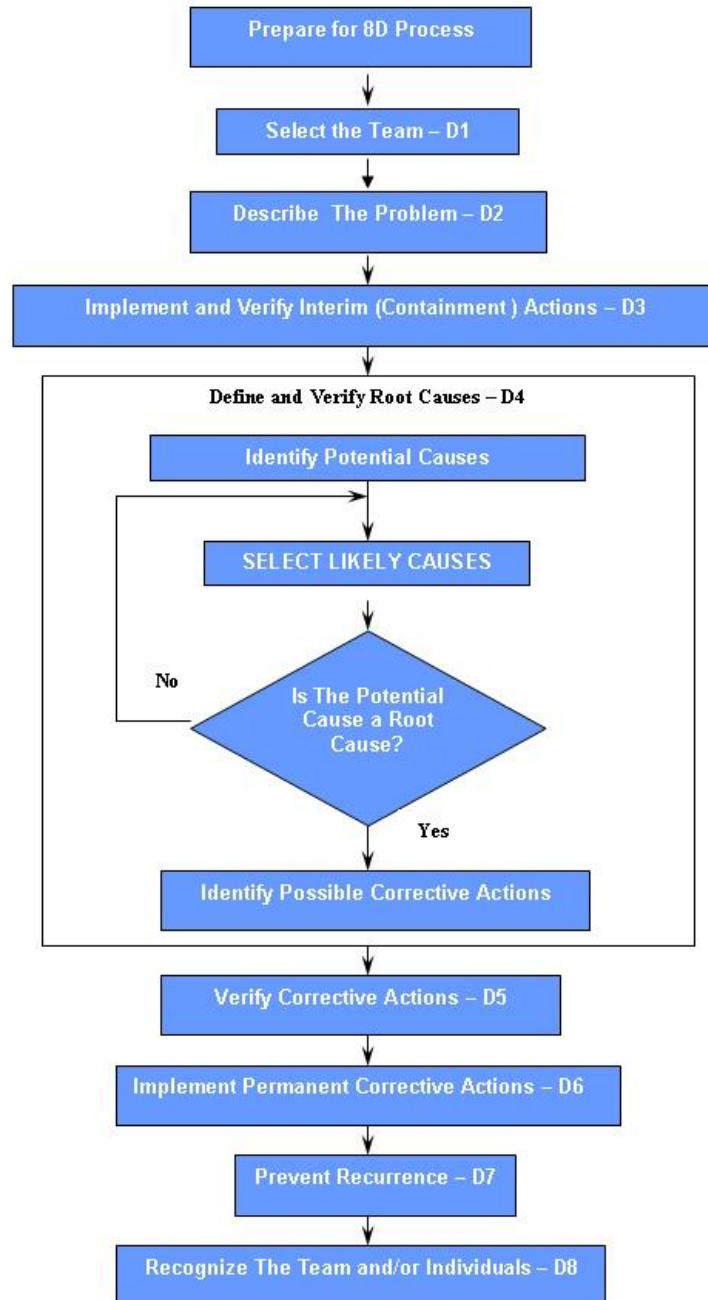 Prepare for 8D Process
Select the Team – D1
Describe The Problem – D2
Implement and Verify Interim (Containment ) Actions – D3
Define and Verify Root Causes – D4
Identify Potential Causes
SELECT LIKELY CAUSES
No
Is The Potential
Cause a Root
Cause?
Yes
Identify Possible Corrective Actions
Verify Corrective Actions – D5
Implement Permanent Corrective Actions – D6
Prevent Recurrence – D7
Recognize The Team and/or Individuals – D8